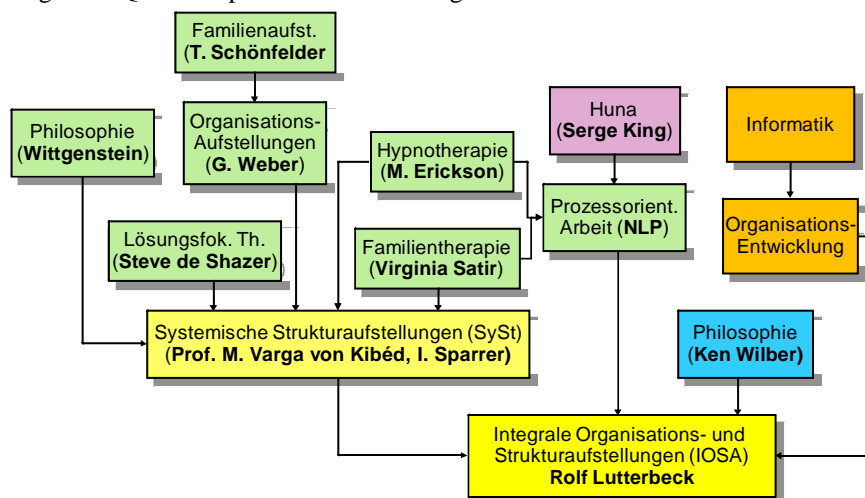 Familienaufst.
(T. Schönfelder
Philosophie
(Wittgenstein)
Organisations-
Aufstellungen
(G. Weber)
Hypnotherapie
(M. Erickson)
Huna
(Serge King)
Informatik
Lösungsfok. Th.
(Steve de Shazer)
Familientherapie
(Virginia Satir)
Prozessorient.
Arbeit (NLP)
Organisations-
Entwicklung
Systemische Strukturaufstellungen (SySt)
(Prof. M. Varga von Kibéd, I. Sparrer)
Philosophie
(Ken Wilber)
Integrale Organisations- und
Strukturaufstellungen (IOSA)
Rolf Lutterbeck